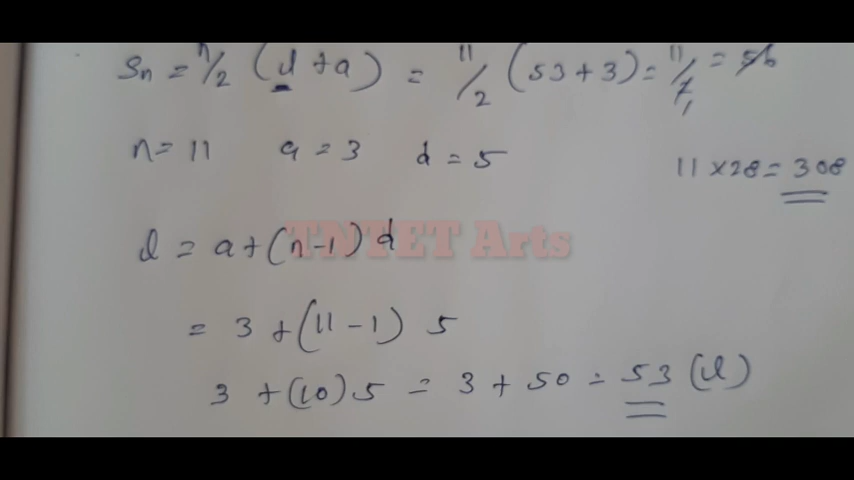 Sn = n/2 (l + a) = 11/2 (53 + 3) = 11/2 = 56
n = 11 a = 3 d = 5
11 × 28 = 308
l = a + (n - 1) d
TNTET Arts
= 3 + (11 - 1) 5
3 + (10) 5 = 3 + 50 = 53 (l)